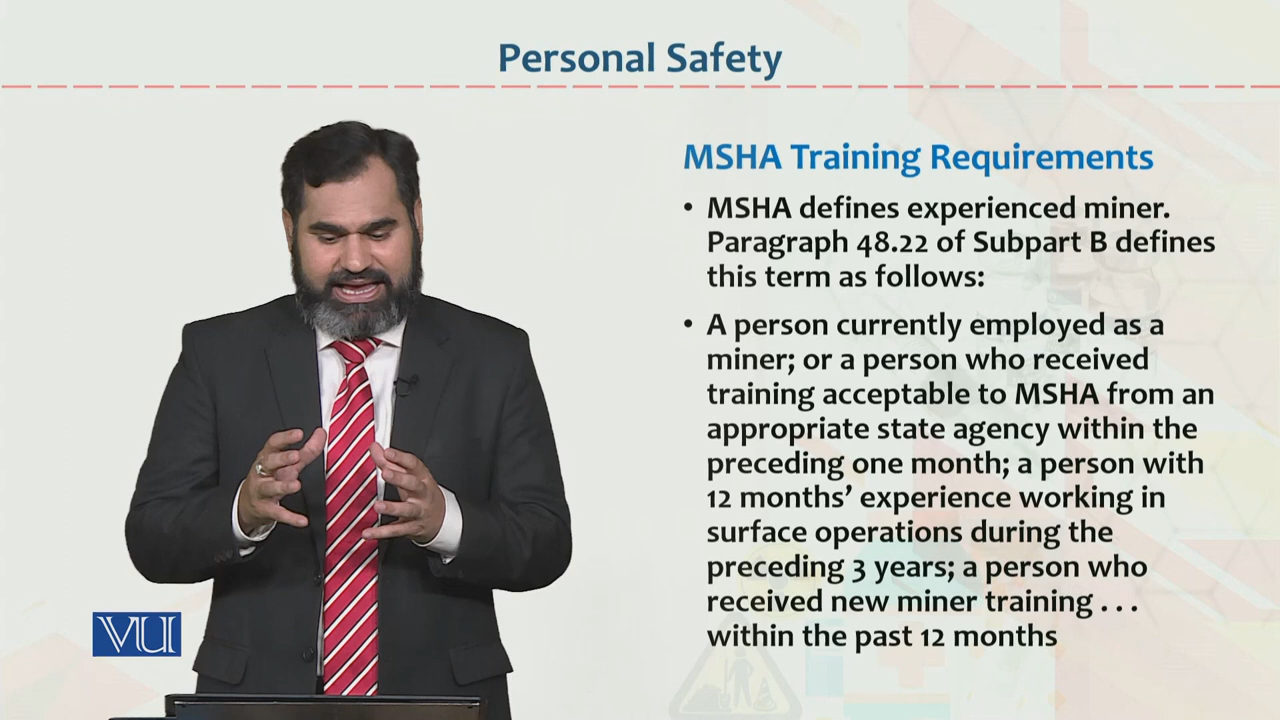 Personal Safety
MSHA Training Requirements
• MSHA defines experienced miner.
Paragraph 48.22 of Subpart B defines
this term as follows:
• A person currently employed as a
miner; or a person who received
training acceptable to MSHA from an
appropriate state agency within the
preceding one month; a person with
12 months’ experience working in
surface operations during the
preceding 3 years; a person who
received new miner training . . .
within the past 12 months
VU